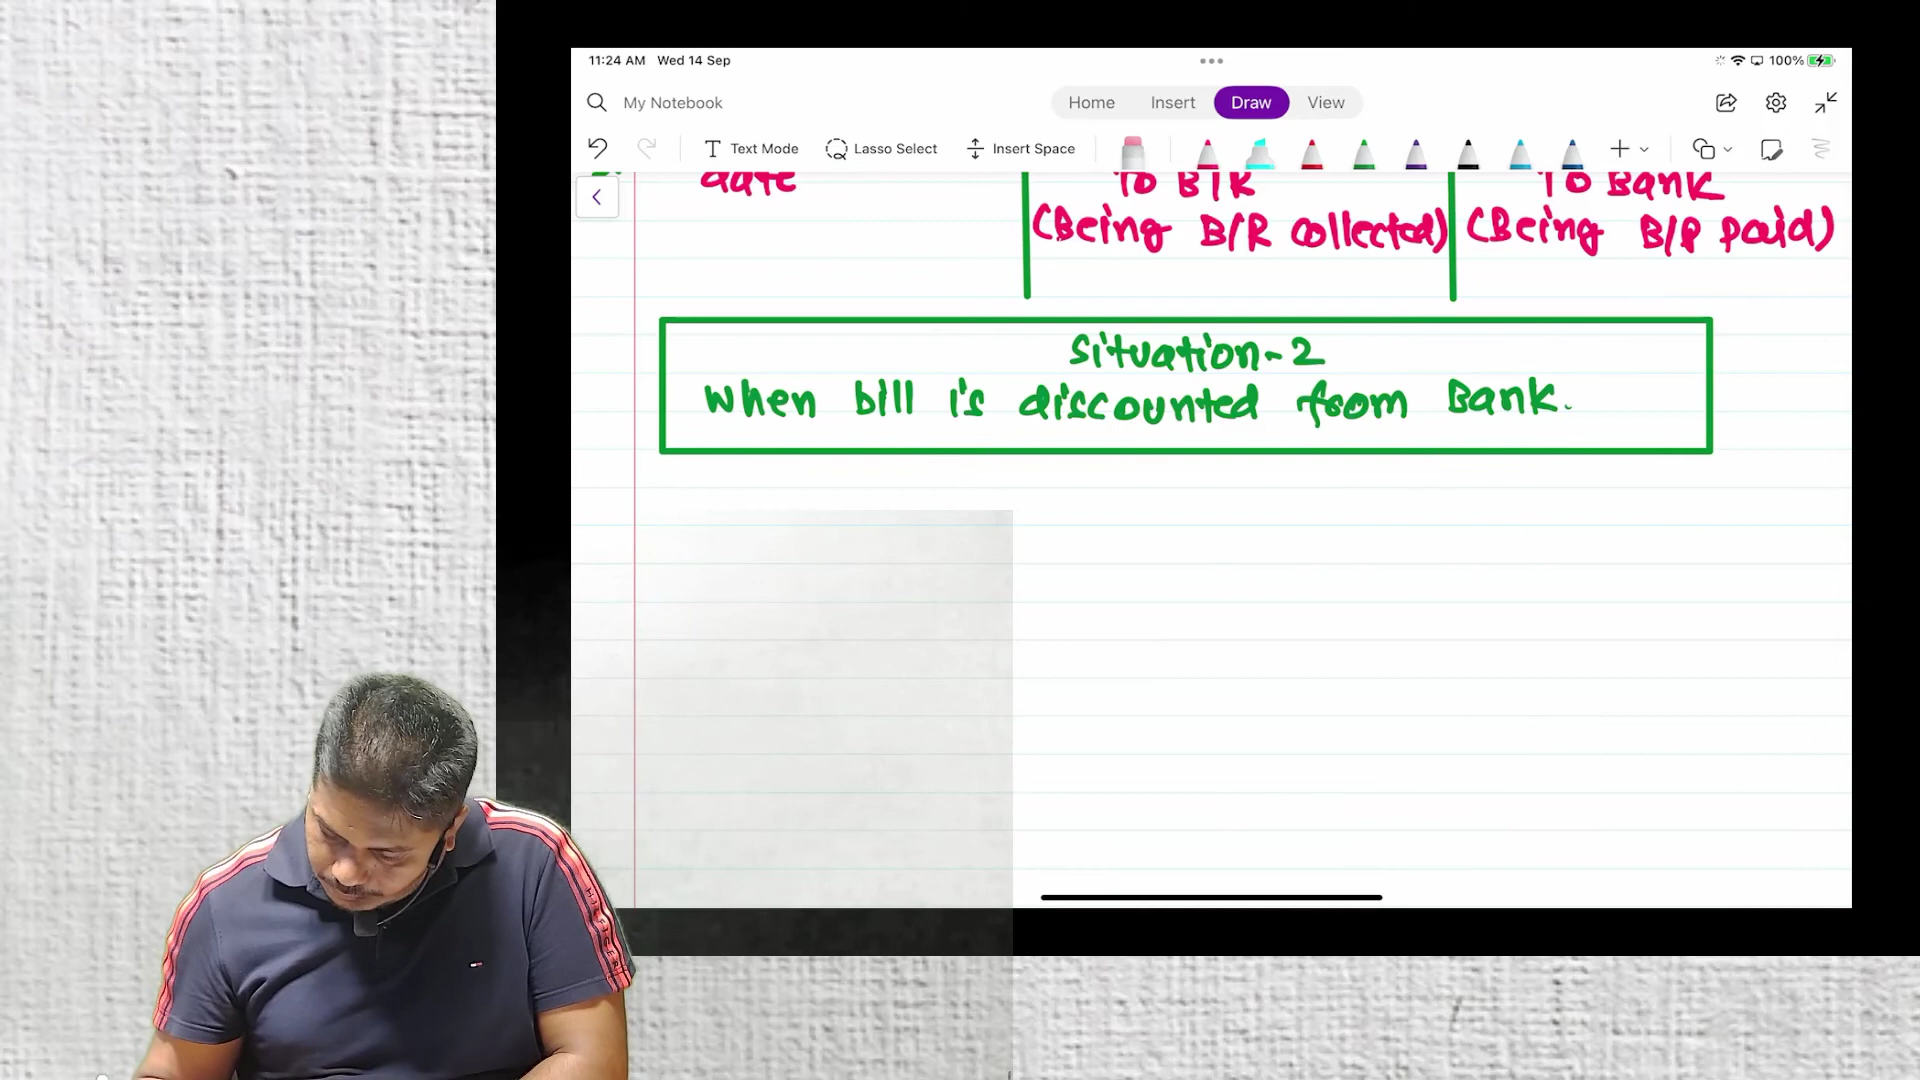 11:24 AM Wed 14 Sep
100%
My Notebook
Home Insert Draw View
Text Mode Lasso Select Insert Space
date To B/R To Bank
(Being B/R collected) (Being B/P paid)
Situation-2
When bill is discounted from Bank.